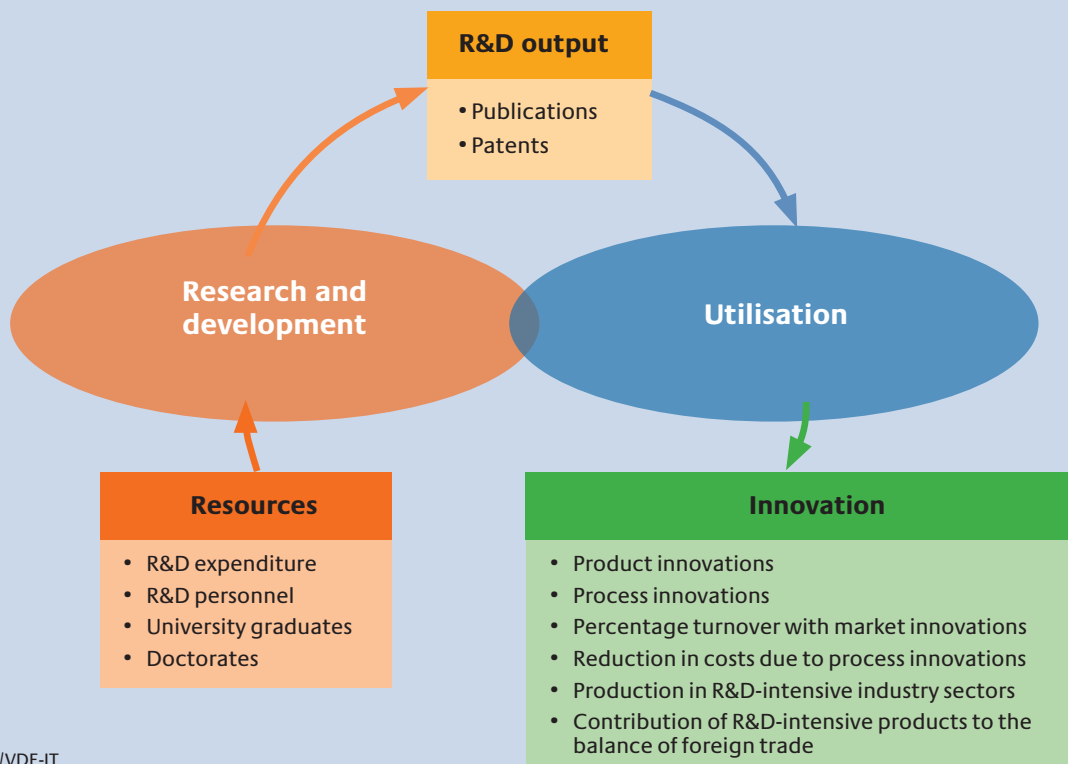 R&D output
• Publications
• Patents
Research and
development
Utilisation
Resources
• R&D expenditure
• R&D personnel
• University graduates
• Doctorates
Innovation
• Product innovations
• Process innovations
• Percentage turnover with market innovations
• Reduction in costs due to process innovations
• Production in R&D-intensive industry sectors
• Contribution of R&D-intensive products to the
balance of foreign trade